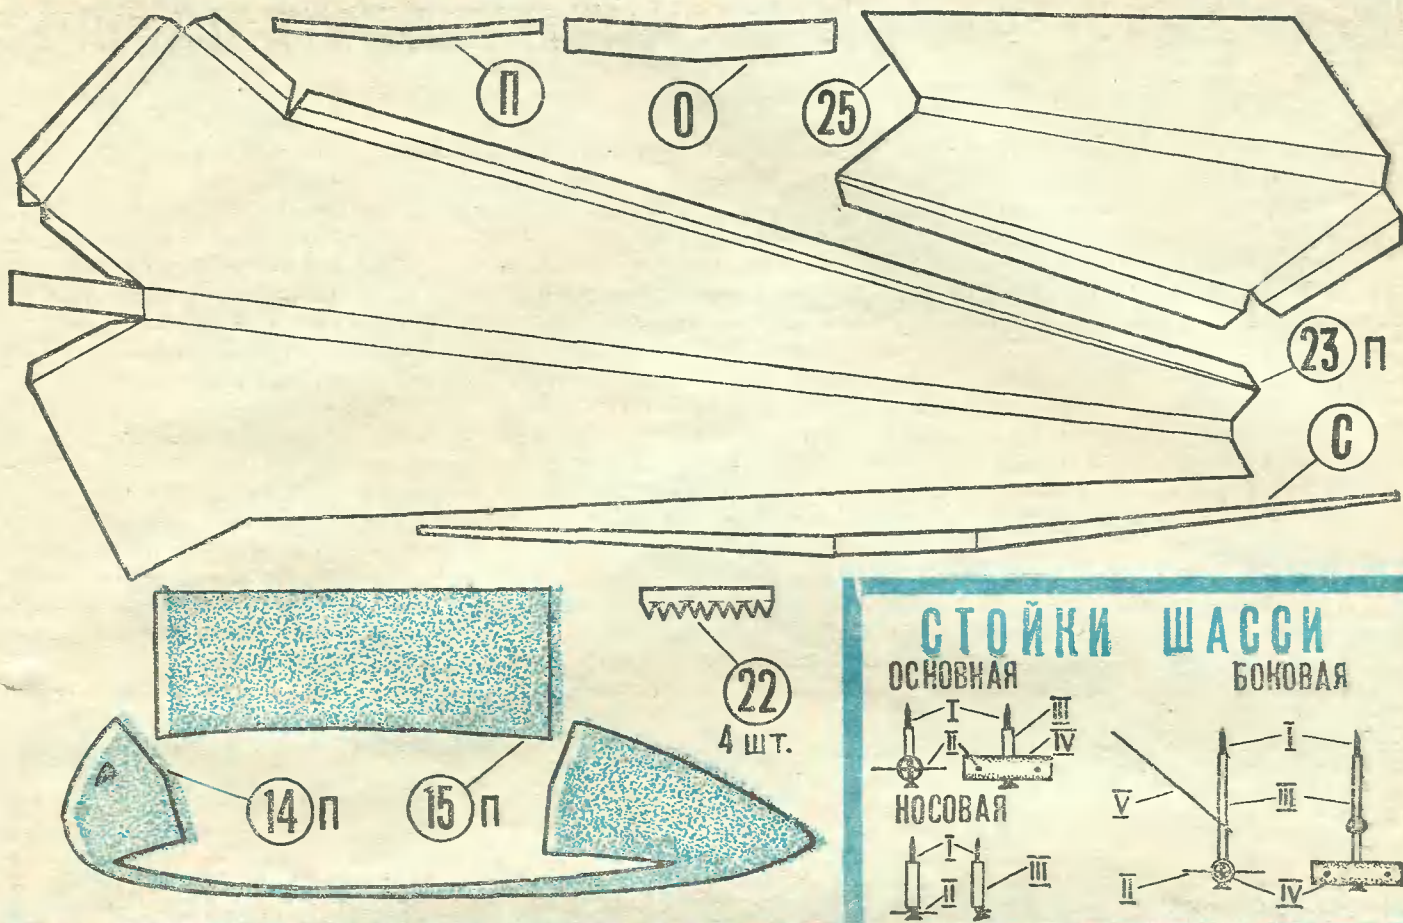 П
О
25
23 П
С
22
4 ШТ.
14 П
15 П
СТОЙКИ ШАССИ
ОСНОВНАЯ
БОКОВАЯ
I
III
II
IV
I
V
III
II
IV
НОСОВАЯ
I
II
III